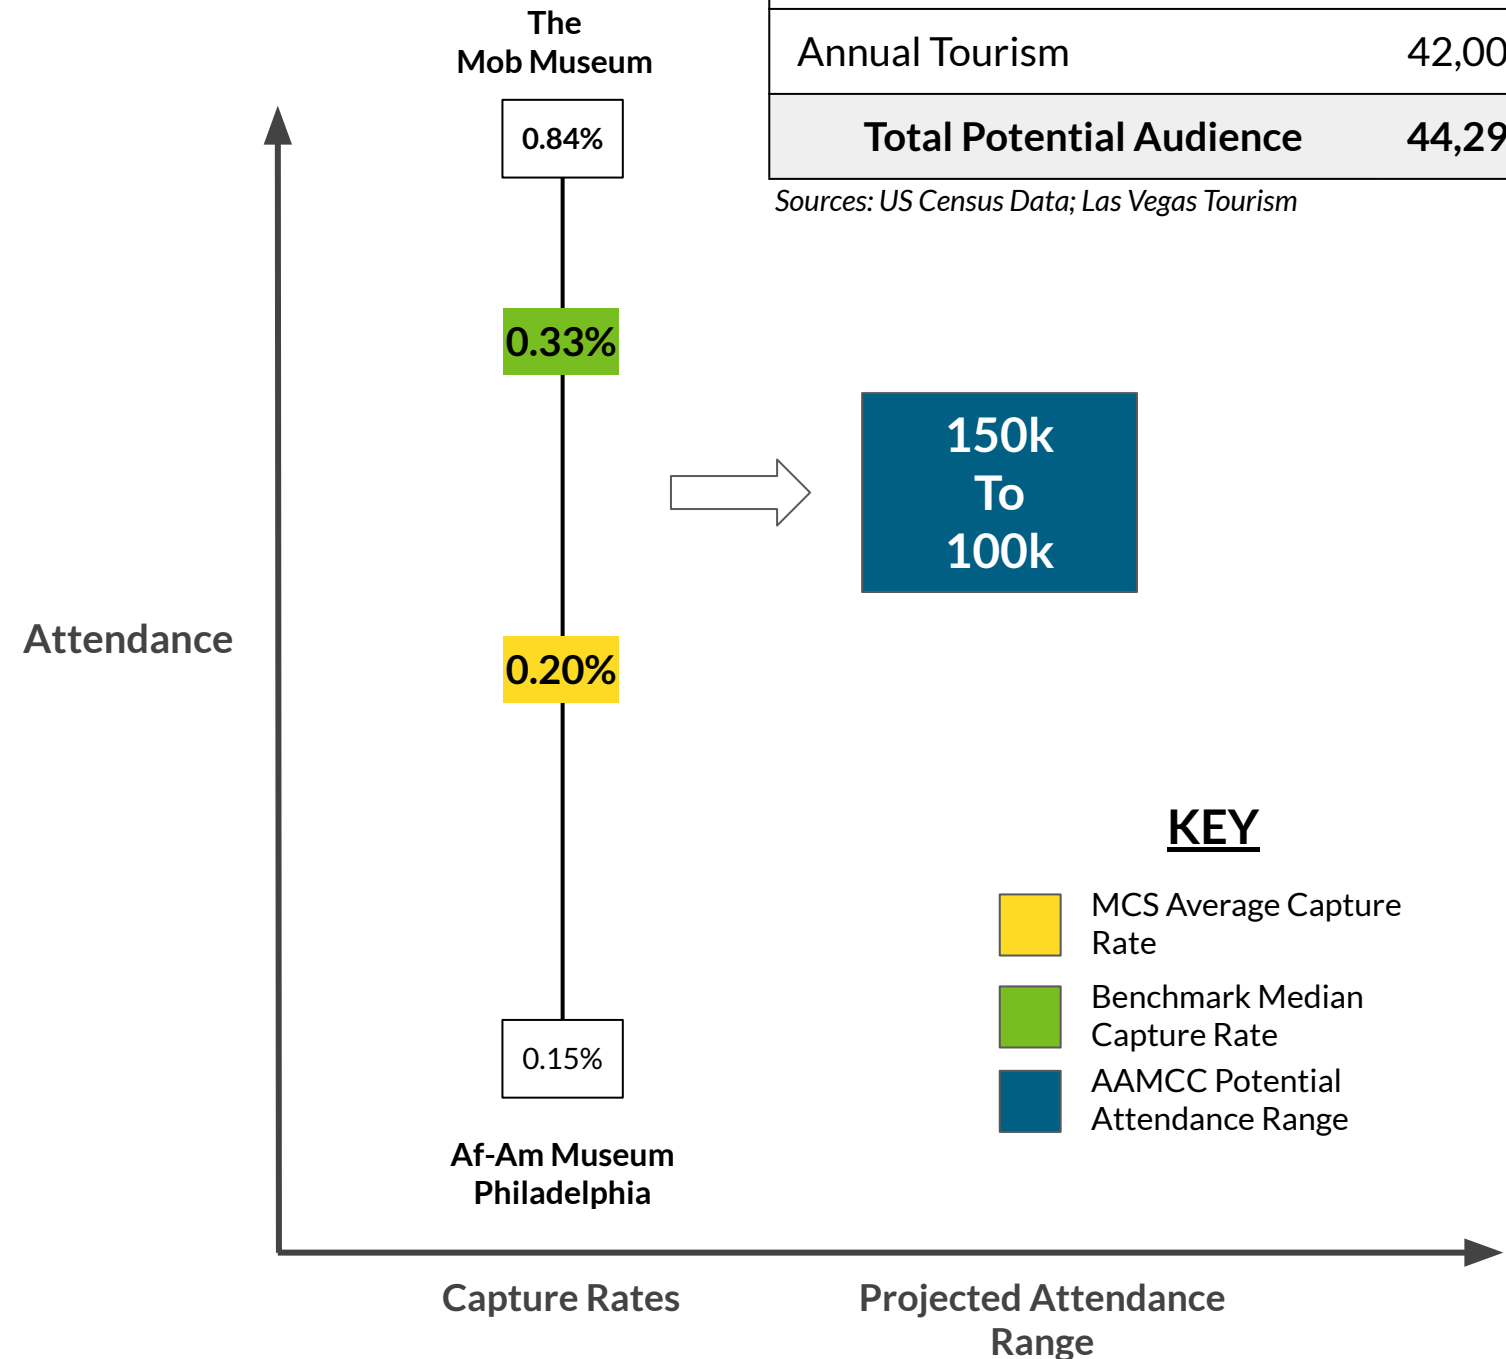 The
Mob Museum
0.84%
Annual Tourism 42,00
Total Potential Audience 44,29
Sources: US Census Data; Las Vegas Tourism
0.33%
150k
To
100k
Attendance
0.20%
KEY
MCS Average Capture
Rate
Benchmark Median
Capture Rate
AAMCC Potential
Attendance Range
0.15%
Af-Am Museum
Philadelphia
Capture Rates
Projected Attendance
Range